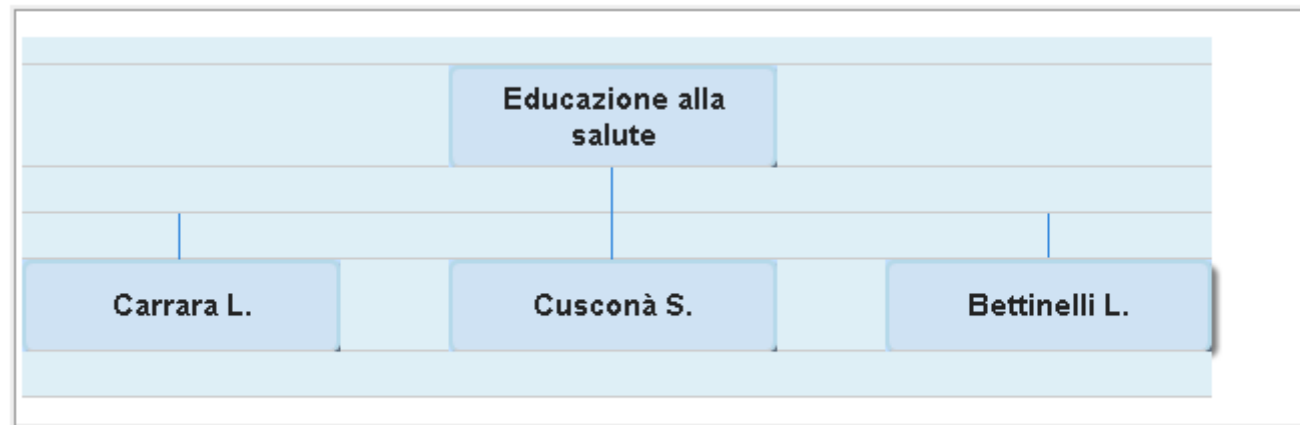 Educazione alla
salute
Carrara L.
Cusconà S.
Bettinelli L.